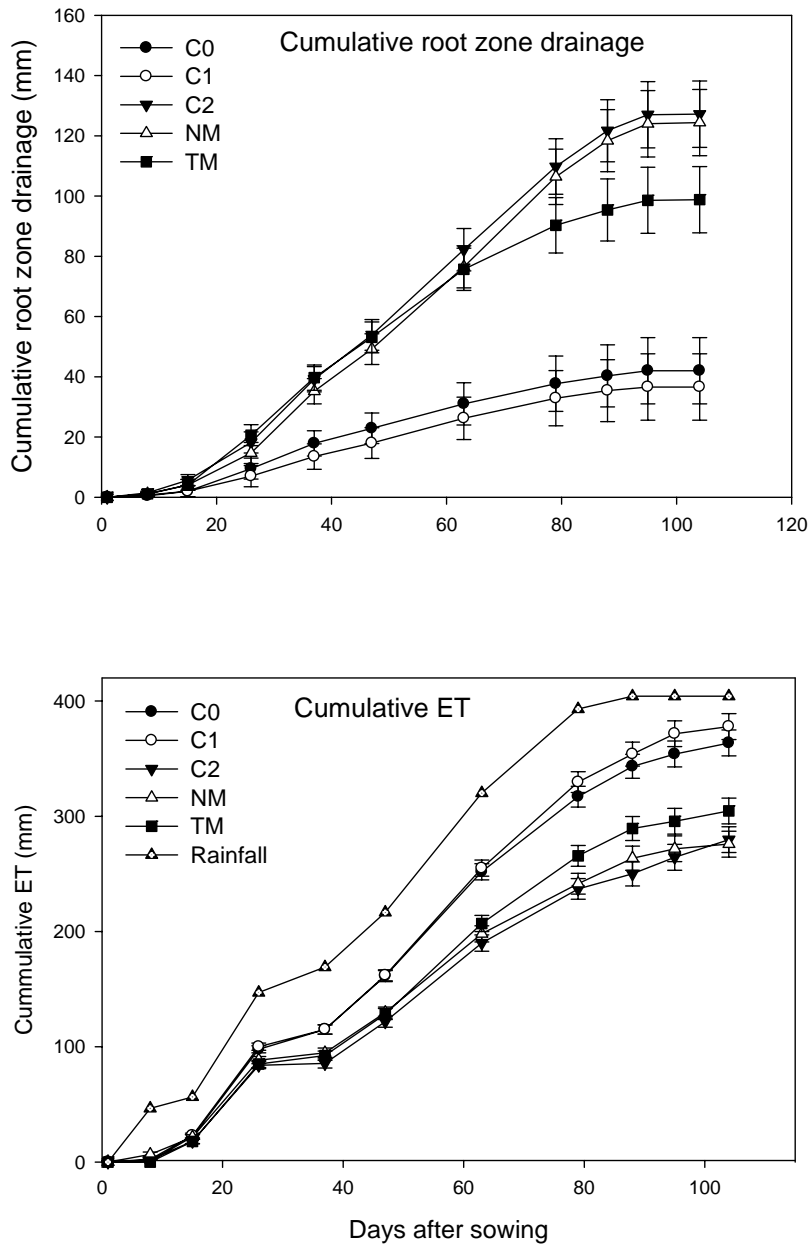 Cumulative root zone drainage
Cumulative root zone drainage (mm)
160
140
120
100
80
60
40
20
0
C0
C1
C2
NM
TM
0 20 40 60 80 100 120
Cumulative ET
Cummulative ET (mm)
400
300
200
100
0
C0
C1
C2
NM
TM
Rainfall
0 20 40 60 80 100
Days after sowing